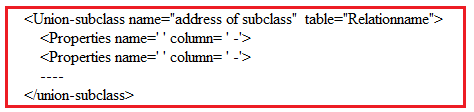 <Union-subclass name="address of subclass"  table="Relationname">
<Properties name=' ' column= ' -'>
<Properties name=' ' column= ' -'>
----
</union-subclass>